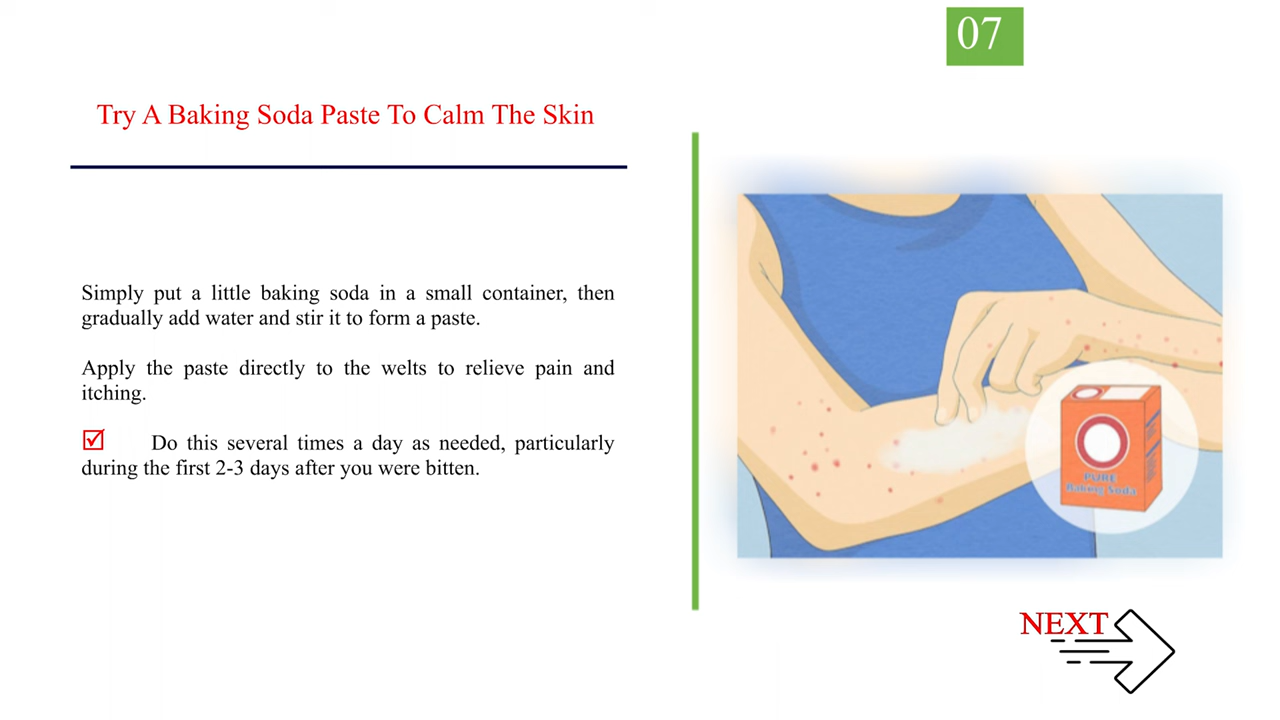 07
Try A Baking Soda Paste To Calm The Skin
Simply put a little baking soda in a small container, then
gradually add water and stir it to form a paste.
Apply the paste directly to the welts to relieve pain and
itching.
Do this several times a day as needed, particularly
during the first 2-3 days after you were bitten.
PURE
Baking Soda
NEXT